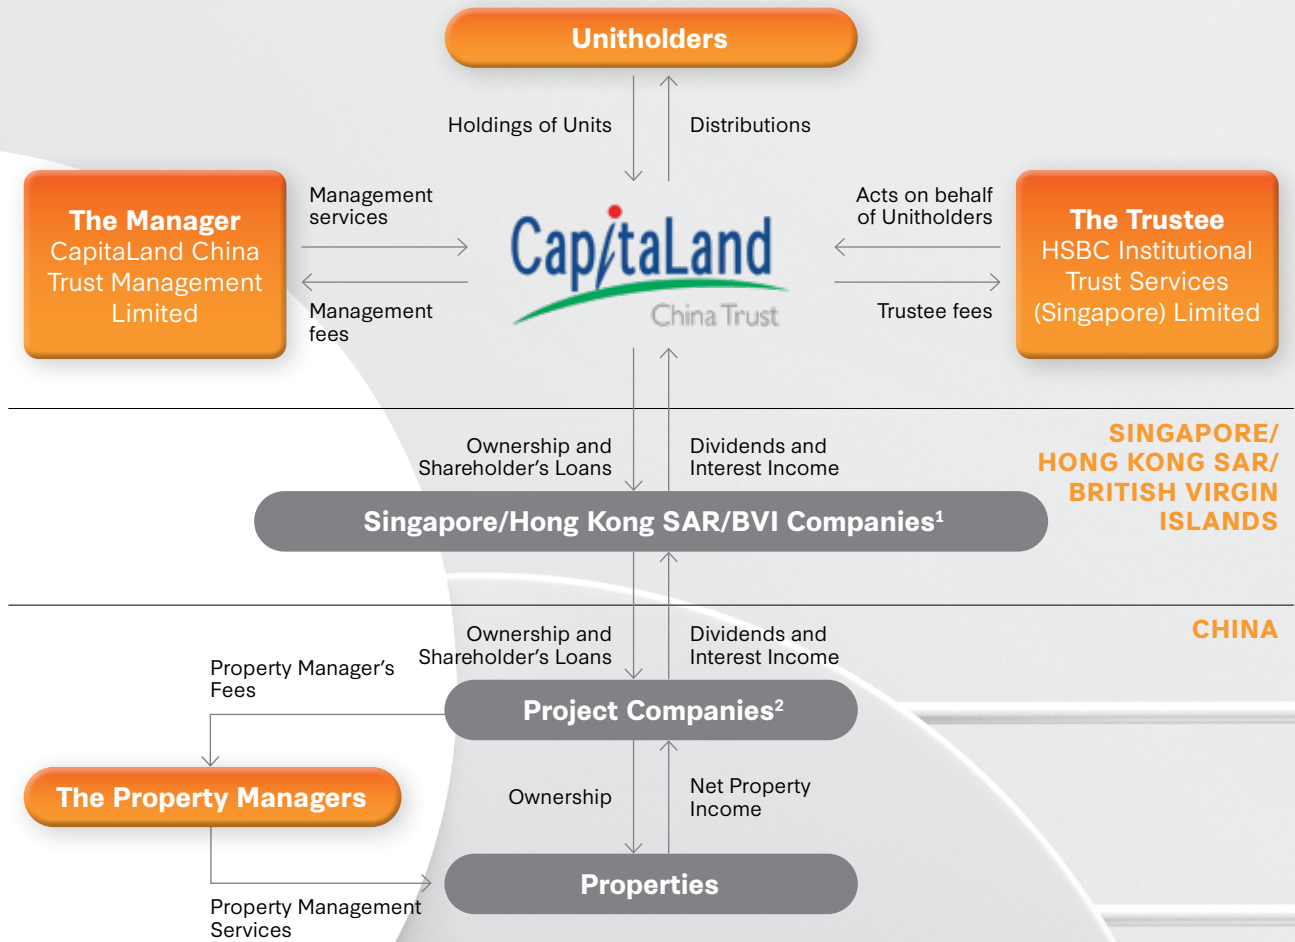 Unitholders
Holdings of Units
Distributions
The Manager
CapitaLand China
Trust Management
Limited
Management
services
Management
fees
CapitaLand
China Trust
Acts on behalf
of Unitholders
Trustee fees
The Trustee
HSBC Institutional
Trust Services
(Singapore) Limited
Ownership and
Shareholder's Loans
Dividends and
Interest Income
SINGAPORE/
HONG KONG SAR/
BRITISH VIRGIN
ISLANDS
Singapore/Hong Kong SAR/BVI Companies¹
CHINA
Ownership and
Shareholder's Loans
Dividends and
Interest Income
Property Manager's
Fees
Project Companies²
The Property Managers
Ownership
Net Property
Income
Properties
Property Management
Services